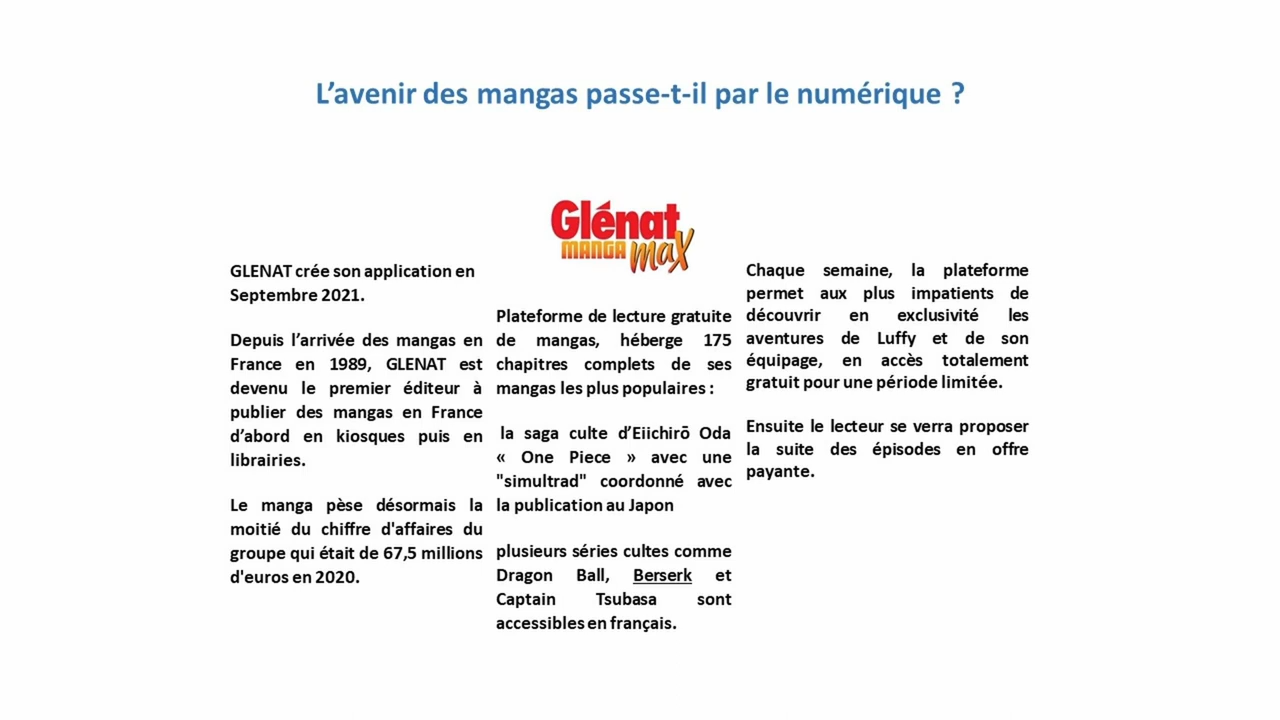 L’avenir des mangas passe-t-il par le numérique ?
GLENAT crée son application en
Septembre 2021.
Depuis l’arrivée des mangas en
France en 1989, GLENAT est
devenu le premier éditeur à
publier des mangas en France
d’abord en kiosques puis en
librairies.
Le manga pèse désormais la
moitié du chiffre d'affaires du
groupe qui était de 67,5 millions
d'euros en 2020.
Glénat
MANGA max
Plateforme de lecture gratuite
de mangas, héberge 175
chapitres complets de ses
mangas les plus populaires :
la saga culte d’Eiichirō Oda
« One Piece » avec une
"simultrad" coordonné avec
la publication au Japon
plusieurs séries cultes comme
Dragon Ball, Berserk et
Captain Tsubasa sont
accessibles en français.
Chaque semaine, la plateforme
permet aux plus impatients de
découvrir en exclusivité les
aventures de Luffy et de son
équipage, en accès totalement
gratuit pour une période limitée.
Ensuite le lecteur se verra proposer
la suite des épisodes en offre
payante.